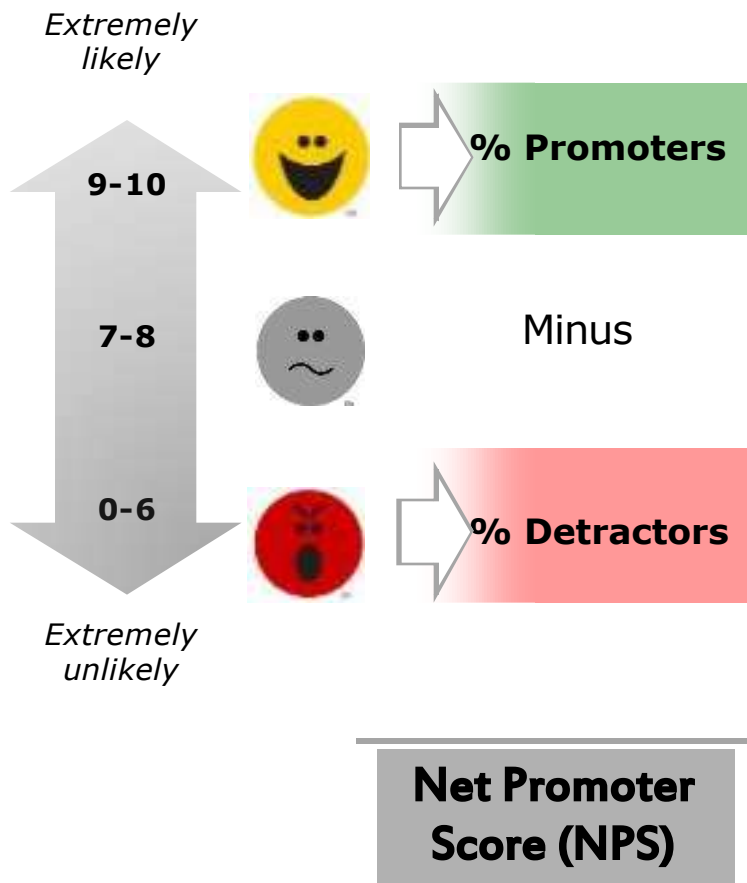 Extremely
likely
9-10
% Promoters
7-8
Minus
0-6
% Detractors
Extremely
unlikely
Net Promoter
Score (NPS)